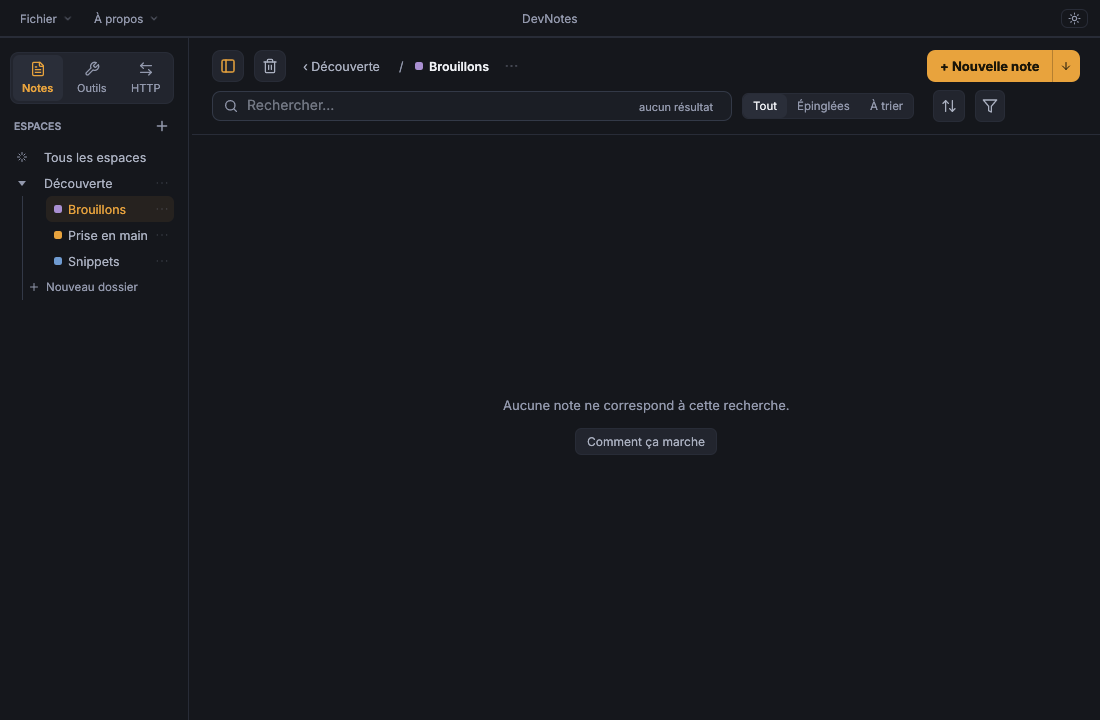 Fichier
À propos
DevNotes
Notes
Outils
HTTP
ESPACES
Tous les espaces
Découverte
Brouillons
Prise en main
Snippets
+ Nouveau dossier
‹ Découverte / Brouillons ···
+ Nouvelle note
Rechercher...
aucun résultat
Tout
Épinglées
À trier
Aucune note ne correspond à cette recherche.
Comment ça marche